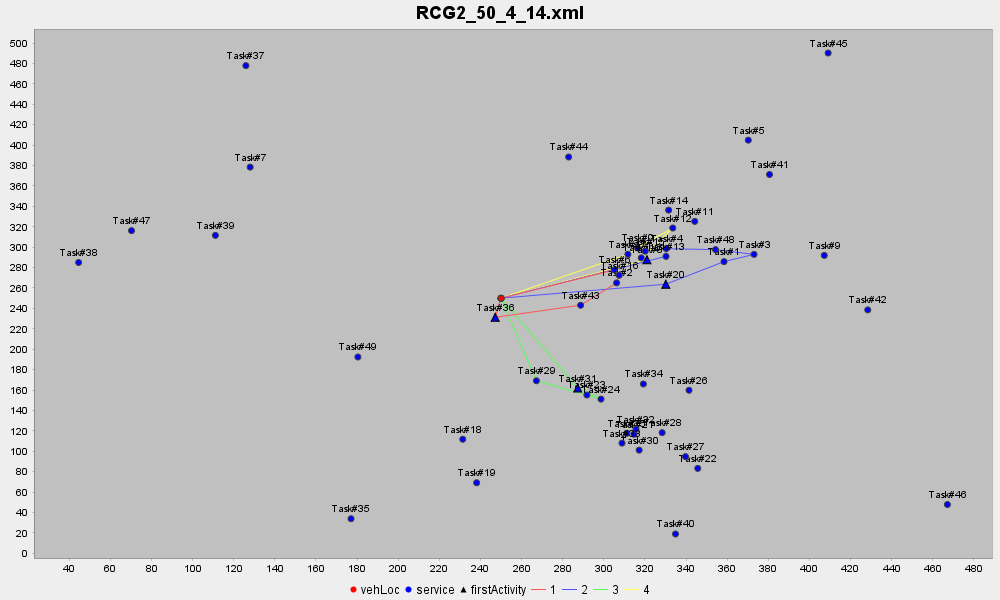 RCG2_50_4_14.xml
500
480
460
440
420
400
380
360
340
320
300
280
260
240
220
200
180
160
140
120
100
80
60
40
20
0
Task#45
Task#37
Task#5
Task#44
Task#7
Task#41
Task#14
Task#11
Task#12
Task#47
Task#39
Task#48
Task#3
Task#9
Task#1
Task#38
Task#16
Task#2
Task#20
Task#43
Task#42
Task#36
Task#49
Task#29
Task#31
Task#34
Task#26
Task#24
Task#18
Task#28
Task#30
Task#27
Task#22
Task#19
Task#46
Task#35
Task#40
40 60 80 100 120 140 160 180 200 220 240 260 280 300 320 340 360 380 400 420 440 460 480
vehLoc service firstActivity 1 2 3 4